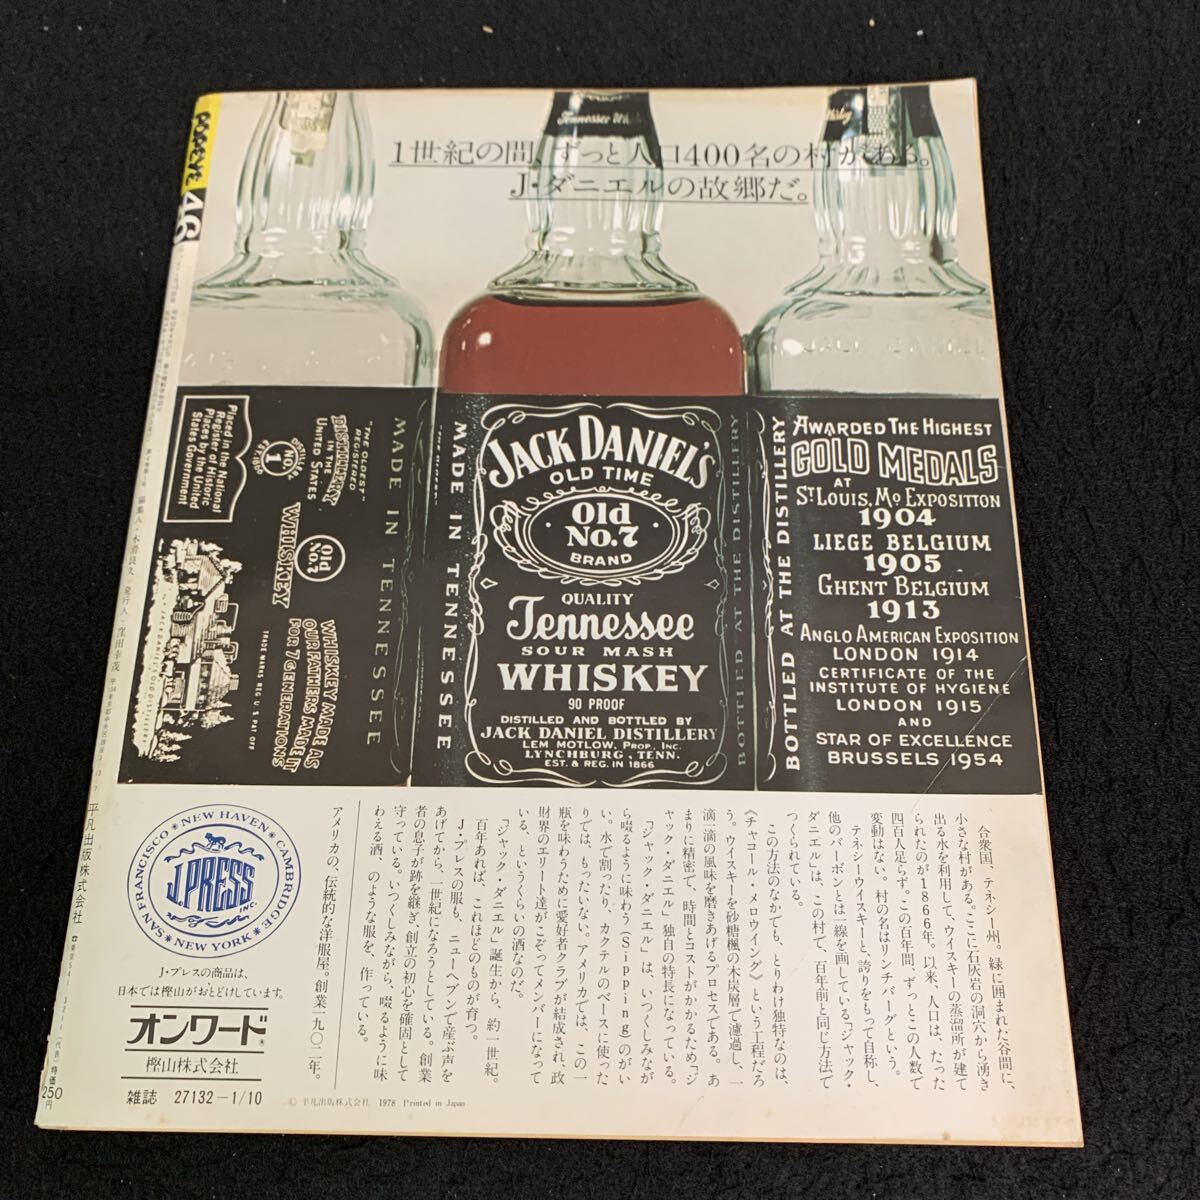 POPEYE
46
1世紀の間、ずっと人口400名の村がある。
J・ダニエルの故郷だ。
Tennessee
JACK DANIEL
Placed in the National
Register of Historic
Places by the United
States Government
THE OLDEST
REGISTERED
DISTILLERY
IN THE
UNITED STATES
DISTILLERY
No. 1
EST. 1866
WHISKEY
Old
No.7
WHISKEY MADE AS
OUR FATHERS MADE IT
FOR 7 GENERATIONS
TRADE MARKS REG U S PAT OFF
MADE IN TENNESSEE
MADE IN TENNESSEE
JACK DANIEL'S
OLD TIME
Old
No.7
BRAND
QUALITY
Tennessee
SOUR MASH
WHISKEY
90 PROOF
DISTILLED AND BOTTLED BY
JACK DANIEL DISTILLERY
LEM MOTLOW, PROP., INC.
LYNCHBURG, TENN.
EST. & REG. IN 1866
BOTTLED AT THE DISTILLERY
BOTTLED AT THE DISTILLERY
AWARDED THE HIGHEST
GOLD MEDALS
AT
ST LOUIS, MO EXPOSITION
1904
LIEGE BELGIUM
1905
GHENT BELGIUM
1913
ANGLO AMERICAN EXPOSITION
LONDON 1914
CERTIFICATE OF THE
INSTITUTE OF HYGIENE
LONDON 1915
AND
STAR OF EXCELLENCE
BRUSSELS 1954
合衆国、テネシー州。緑に囲まれた谷間に、
小さな村がある。ここに石灰岩の洞穴から湧き
出る水を利用して、ウイスキーの蒸溜所が建て
られたのが1866年。以来、人口は、たった
四百人足らず。この百年間、ずっとこの人数で
変動はない。村の名はリンチバーグという。
テネシーウイスキーと、誇りをもって自称し、
他のバーボンとは一線を画している「ジャック・
ダニエル」は、この村で、百年前と同じ方法で
つくられている。
この方法のなかでも、とりわけ独特なのは、
《チャコール・メロウイング》という工程だろ
う。ウイスキーを砂糖楓の木炭層で濾過し、一
滴一滴の風味を磨きあげるプロセスである。あ
まりに精密で、時間とコストがかかるため「ジ
ャック・ダニエル」独自の特長になっている。
「ジャック・ダニエル」は、いつくしみなが
ら啜るように味わう(Sipping)のがい
い。水で割ったり、カクテルのベースに使った
りでは、もったいない。アメリカでは、この一
瓶を味わうために愛好者クラブが結成され、政
財界のエリート達がこぞってメンバーになって
いる、というくらいの酒なのだ。
「ジャック・ダニエル」誕生から、約一世紀。
百年あれば、これほどのものが育つ。
J・プレスの服も、ニューヘブンで産ぶ声を
あげてから、一世紀になろうとしている。創業
者の息子が跡を継ぎ、創立の初心を確固として
守っている。いつくしみながら、啜るように味
わえる酒、のような服を、作っている。
アメリカの、伝統的な洋服屋。創業一九〇二年。
NEW HAVEN
CAMBRIDGE
NEW YORK
SAN FRANCISCO
J.PRESS
INC.
J・プレスの商品は、
日本では樫山がおとどけしています。
オンワード
樫山株式会社
雑誌 27132-1/10
© 平凡出版株式会社 1978 Printed in Japan
平凡出版株式会社
特価
250
円